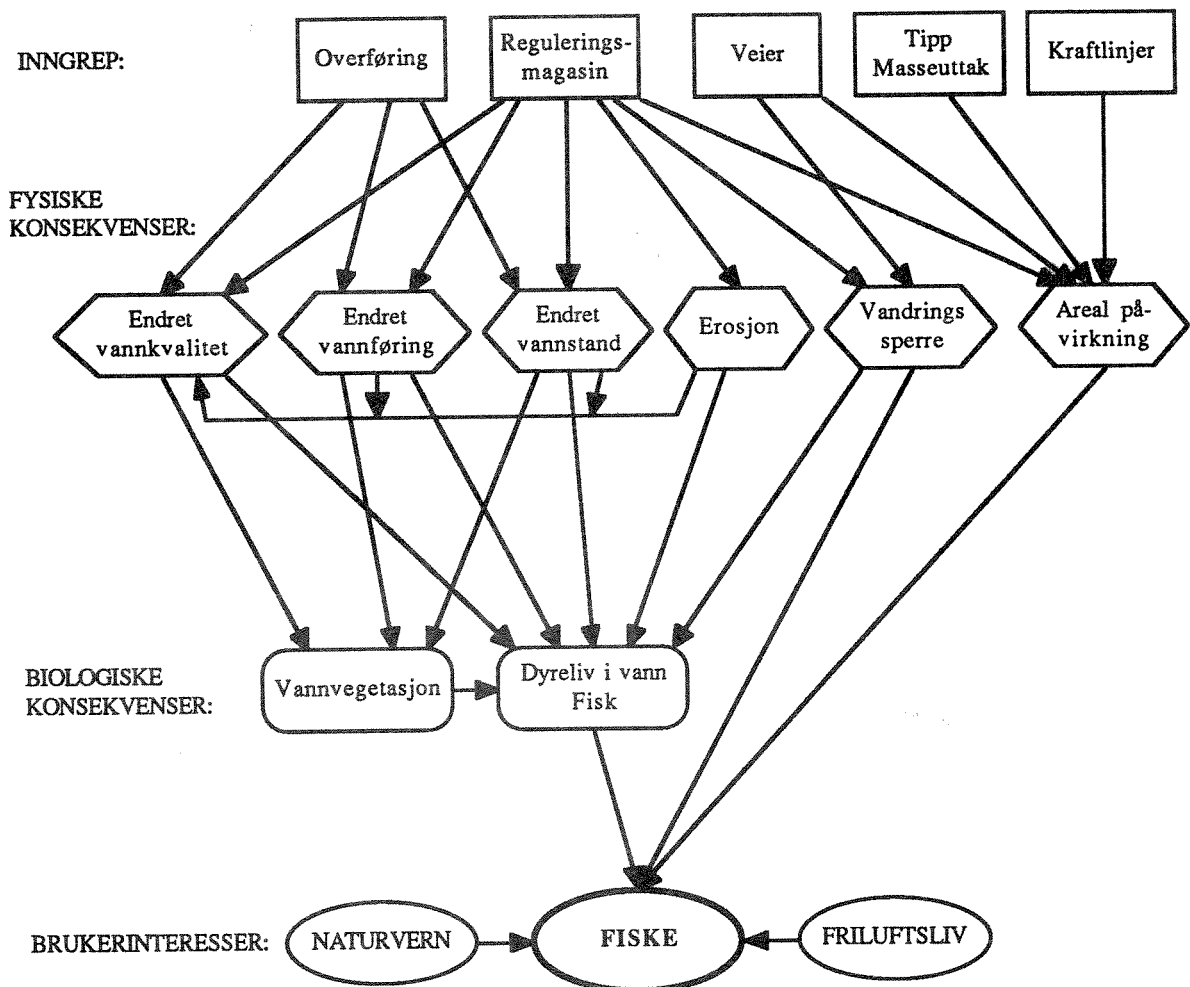 INNGREP:
Overføring
Regulerings-
magasin
Veier
Tipp
Masseuttak
Kraftlinjer
FYSISKE
KONSEKVENSER:
Endret
vannkvalitet
Endret
vannføring
Endret
vannstand
Erosjon
Vandrings
sperre
Areal på-
virkning
BIOLOGISKE
KONSEKVENSER:
Vannvegetasjon
Dyreliv i vann
Fisk
BRUKERINTERESSER:
NATURVERN
FISKE
FRILUFTSLIV